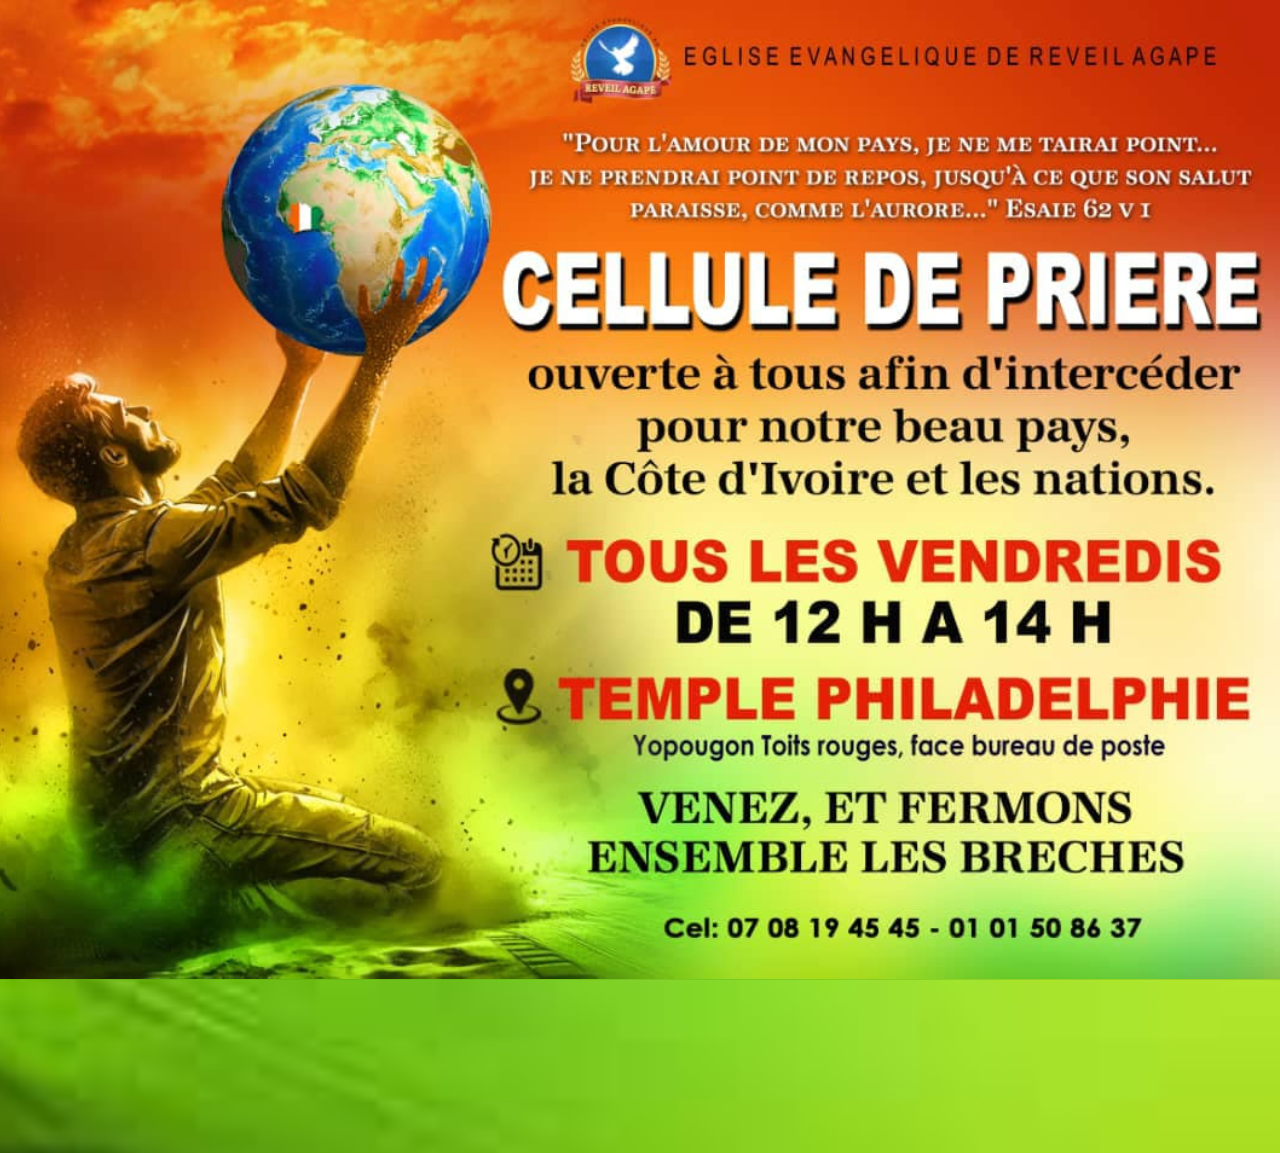 EGLISE EVANGELIQUE DE REVEIL AGAPE
REVEIL AGAPE
"POUR L'AMOUR DE MON PAYS, JE NE ME TAIRAI POINT...
JE NE PRENDRAI POINT DE REPOS, JUSQU'À CE QUE SON SALUT
PARAISSE, COMME L'AURORE..." ESAIE 62 V 1
CELLULE DE PRIERE
ouverte à tous afin d'intercéder
pour notre beau pays,
la Côte d'Ivoire et les nations.
TOUS LES VENDREDIS
DE 12 H A 14 H
TEMPLE PHILADELPHIE
Yopougon Toits rouges, face bureau de poste
VENEZ, ET FERMONS
ENSEMBLE LES BRECHES
Cel: 07 08 19 45 45 - 01 01 50 86 37